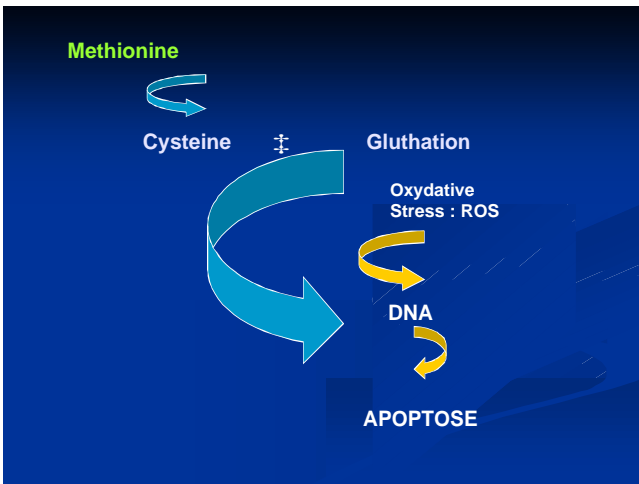 Methionine
Cysteine ‡ Gluthation
Oxydative
Stress : ROS
DNA
APOPTOSE